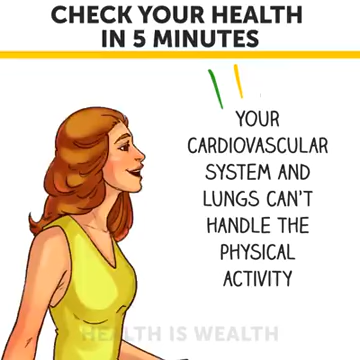 CHECK YOUR HEALTH
IN 5 MINUTES
YOUR
CARDIOVASCULAR
SYSTEM AND
LUNGS CAN'T
HANDLE THE
PHYSICAL
ACTIVITY
HEALTH IS WEALTH